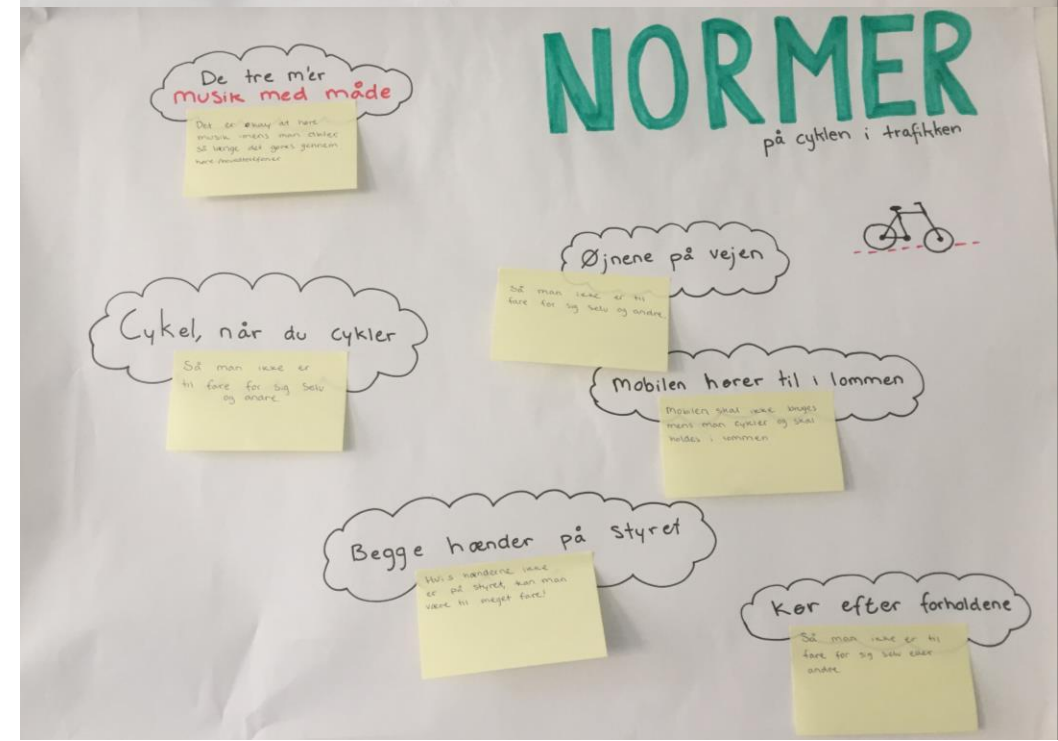 NORMER
på cyklen i trafikken
De tre m'er
musik med måde
Det er okay at høre
musik mens man cykler
så længe det gøres gennem
Øjnene på vejen
Så man ikke er til
fare for sig selv og andre
Cykel, når du cykler
Så man ikke er
til fare for sig selv
og andre
Mobilen hører til i lommen
Mobilen skal ikke bruges
mens man cykler og skal
holdes i lommen
Begge hænder på styret
Hvis hænderne ikke
er på styret, kan man
være til meget fare!
Kør efter forholdene
Så man ikke er til
fare for sig selv eller
andre